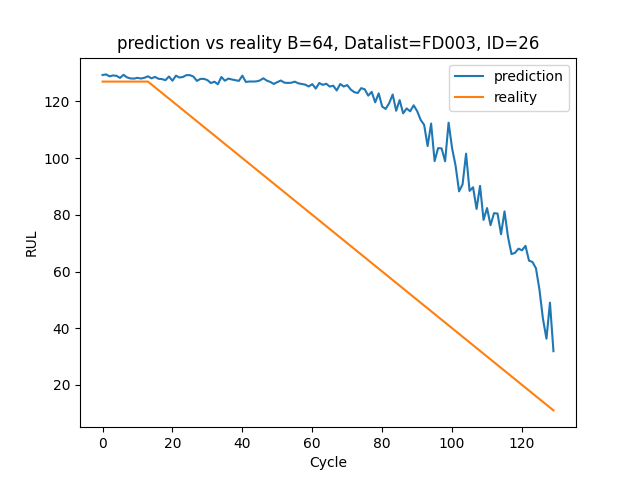 prediction vs reality B=64, Datalist=FD003, ID=26
prediction
reality
RUL
120
100
80
60
40
20
0 20 40 60 80 100 120
Cycle